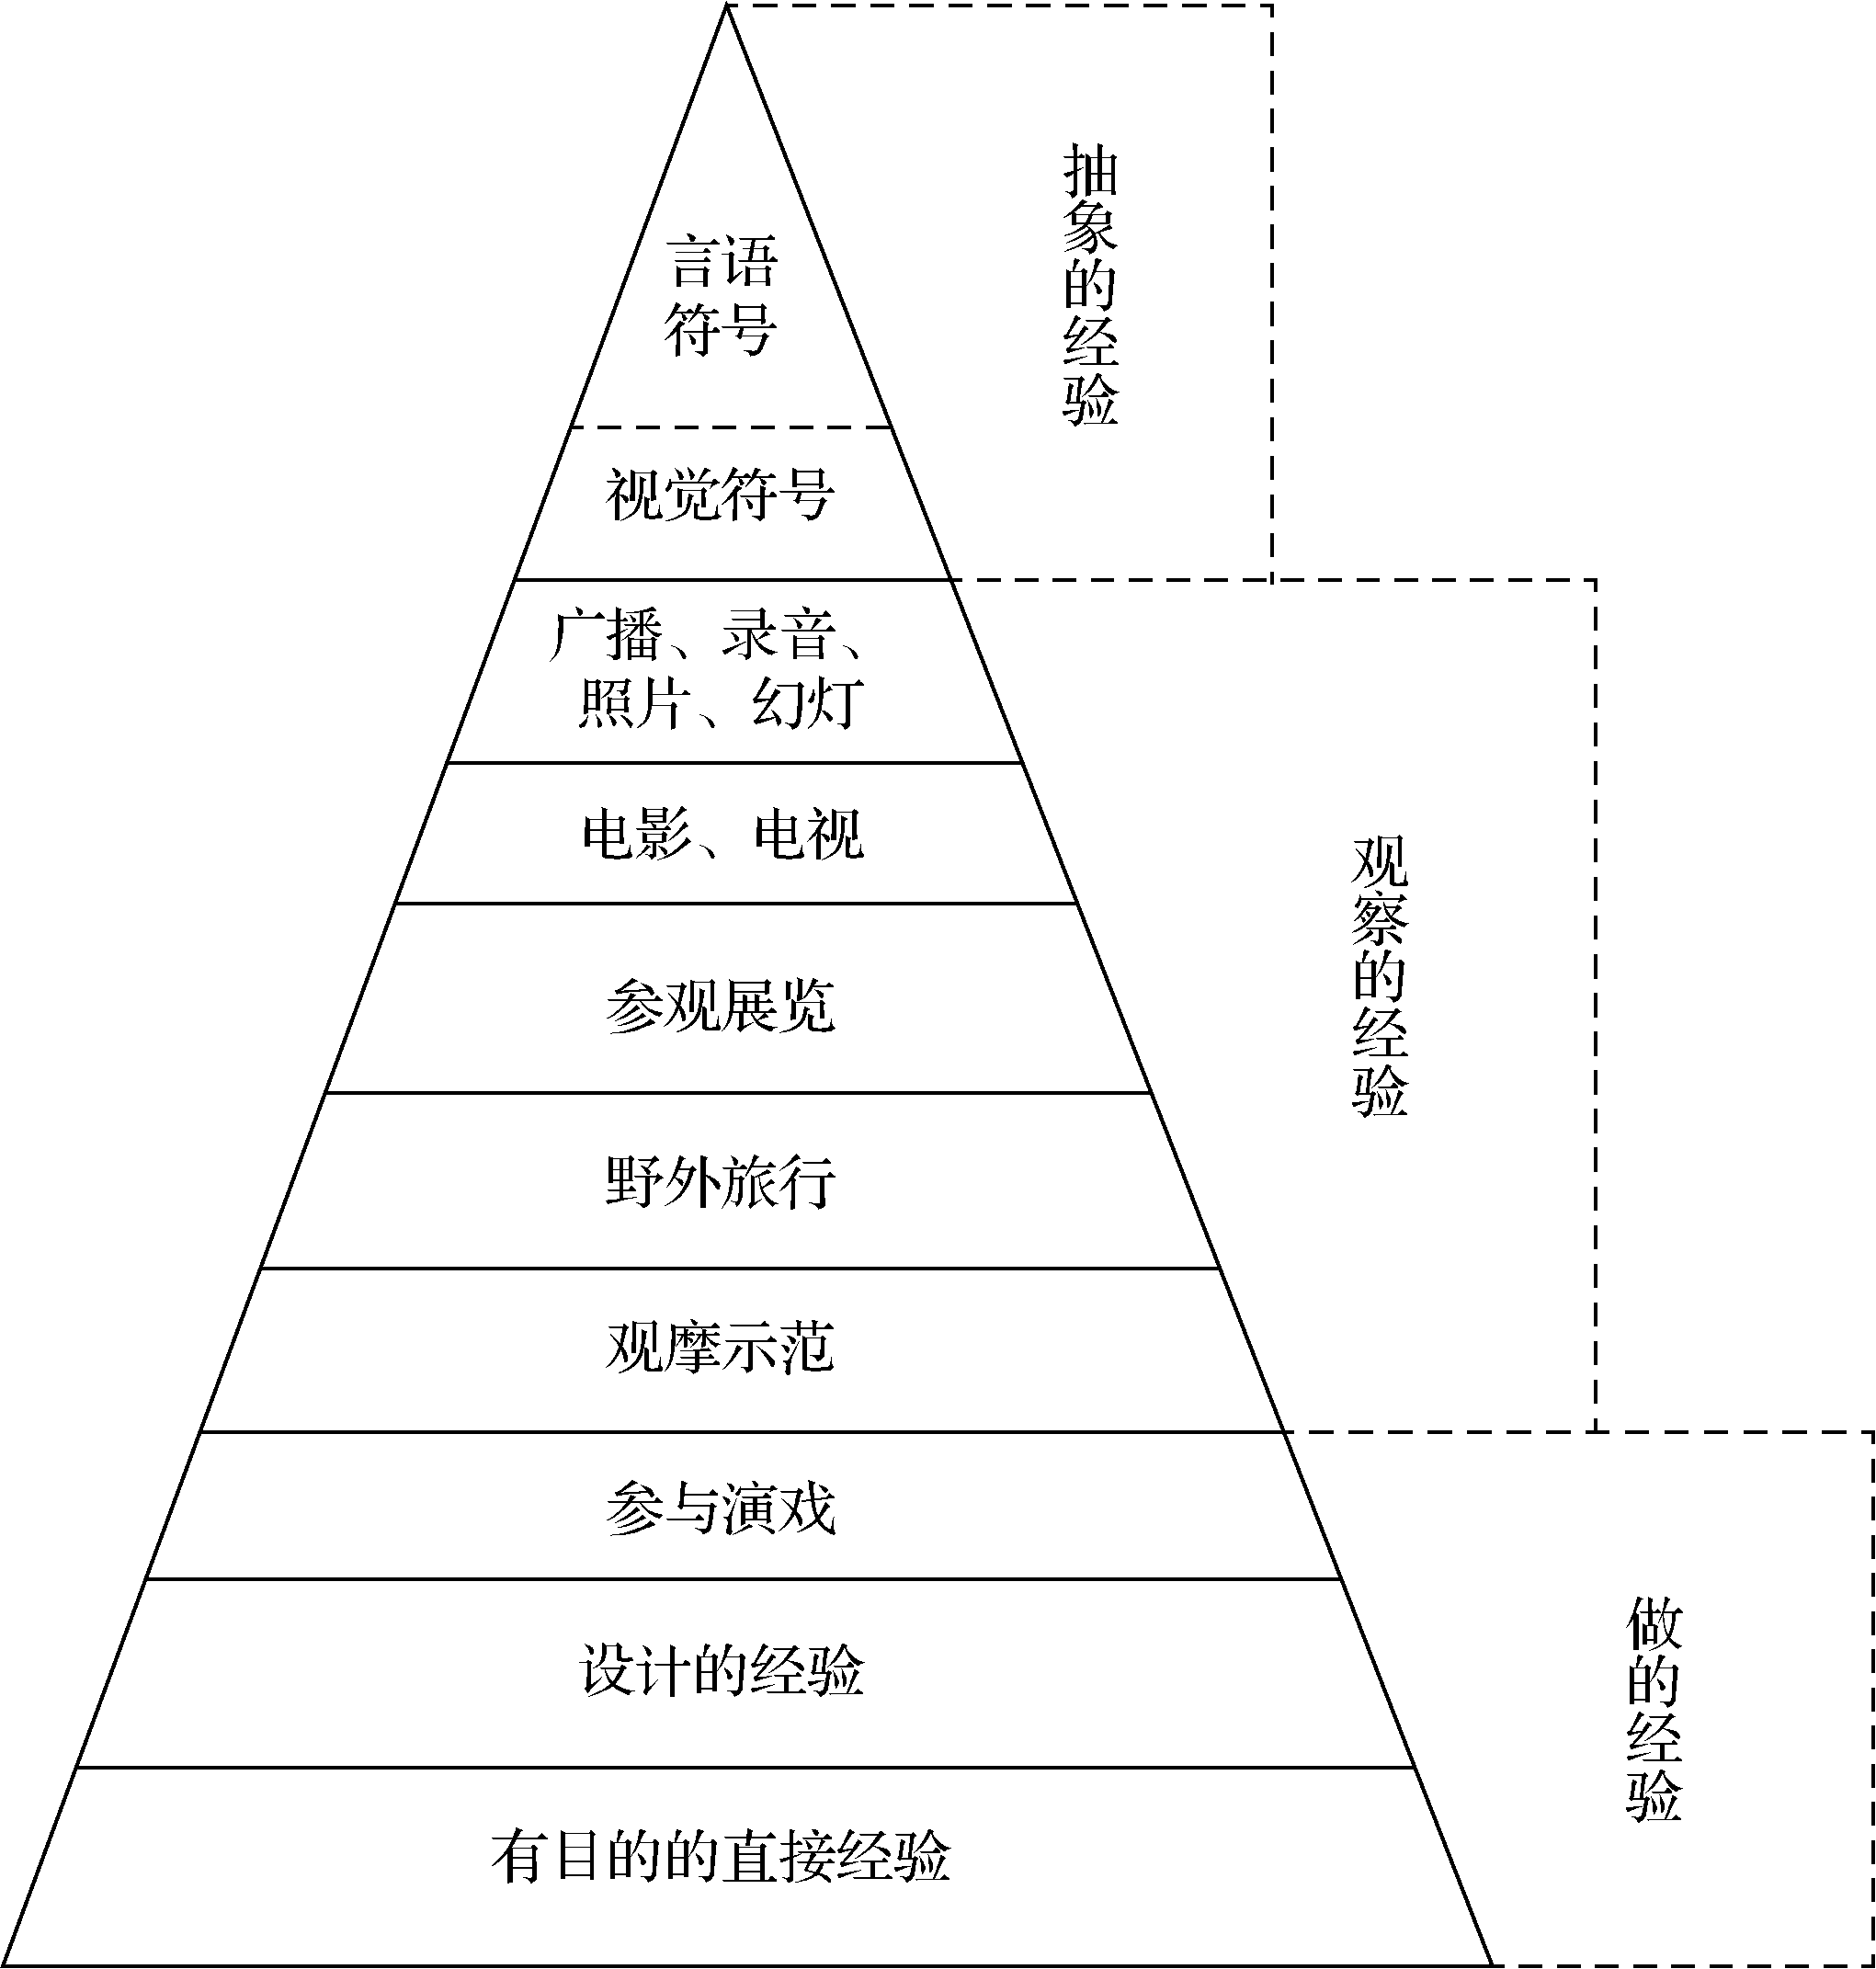 言语
符号
抽象的经验
视觉符号
广播、录音、
照片、幻灯
电影、电视
参观展览
野外旅行
观摩示范
观察的经验
参与演戏
设计的经验
有目的的直接经验
做的经验